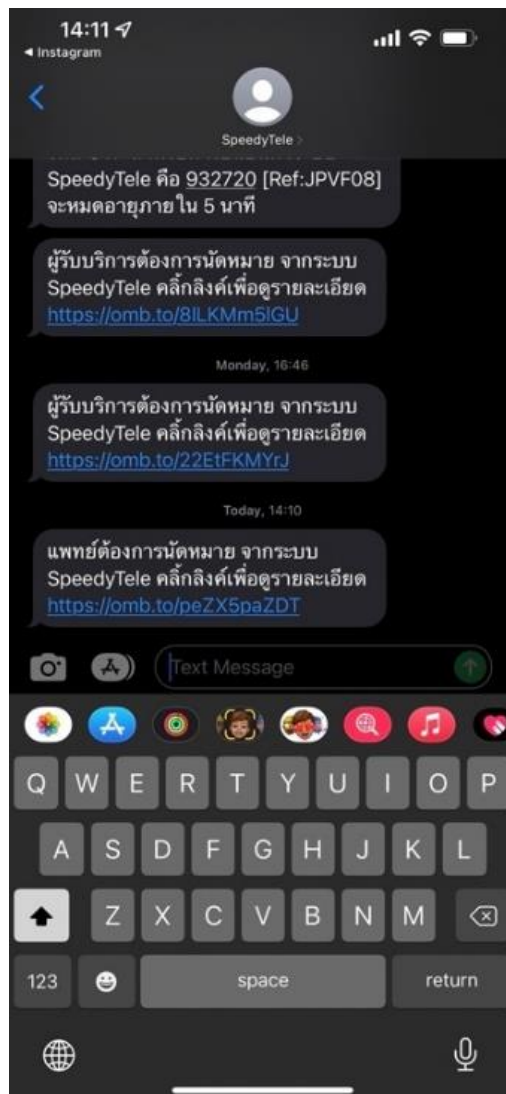 14:11
◀ Instagram
SpeedyTele
SpeedyTele คือ 932720 [Ref:JPVF08]
จะหมดอายุภายใน 5 นาที
ผู้รับบริการต้องการนัดหมาย จากระบบ
SpeedyTele คลิ้กลิงค์เพื่อดูรายละเอียด
https://omb.to/8ILKMm5lGU
Monday, 16:46
ผู้รับบริการต้องการนัดหมาย จากระบบ
SpeedyTele คลิ้กลิงค์เพื่อดูรายละเอียด
https://omb.to/22EtFKMYrJ
Today, 14:10
แพทย์ต้องการนัดหมาย จากระบบ
SpeedyTele คลิ้กลิงค์เพื่อดูรายละเอียด
https://omb.to/peZX5paZDT
Text Message
Q W E R T Y U I O P
A S D F G H J K L
Z X C V B N M
123 space return